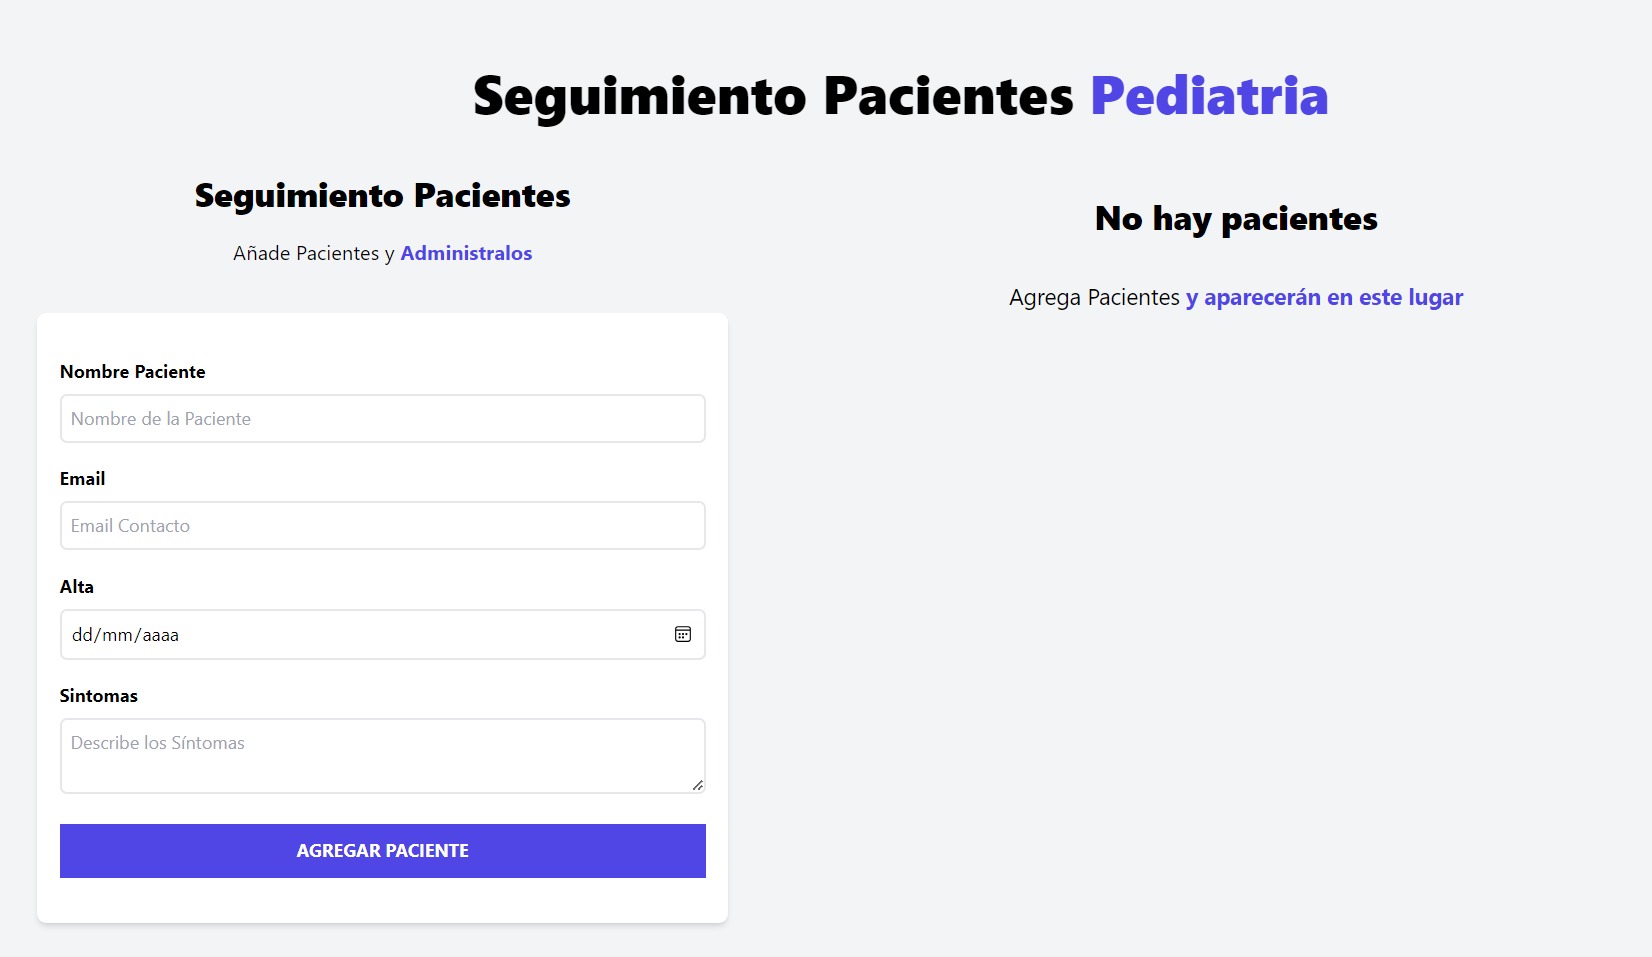 Seguimiento Pacientes Pediatria
Seguimiento Pacientes
Añade Pacientes y Administralos
Nombre Paciente
Nombre de la Paciente
Email
Email Contacto
Alta
dd/mm/aaaa
Sintomas
Describe los Síntomas
AGREGAR PACIENTE
No hay pacientes
Agrega Pacientes y aparecerán en este lugar